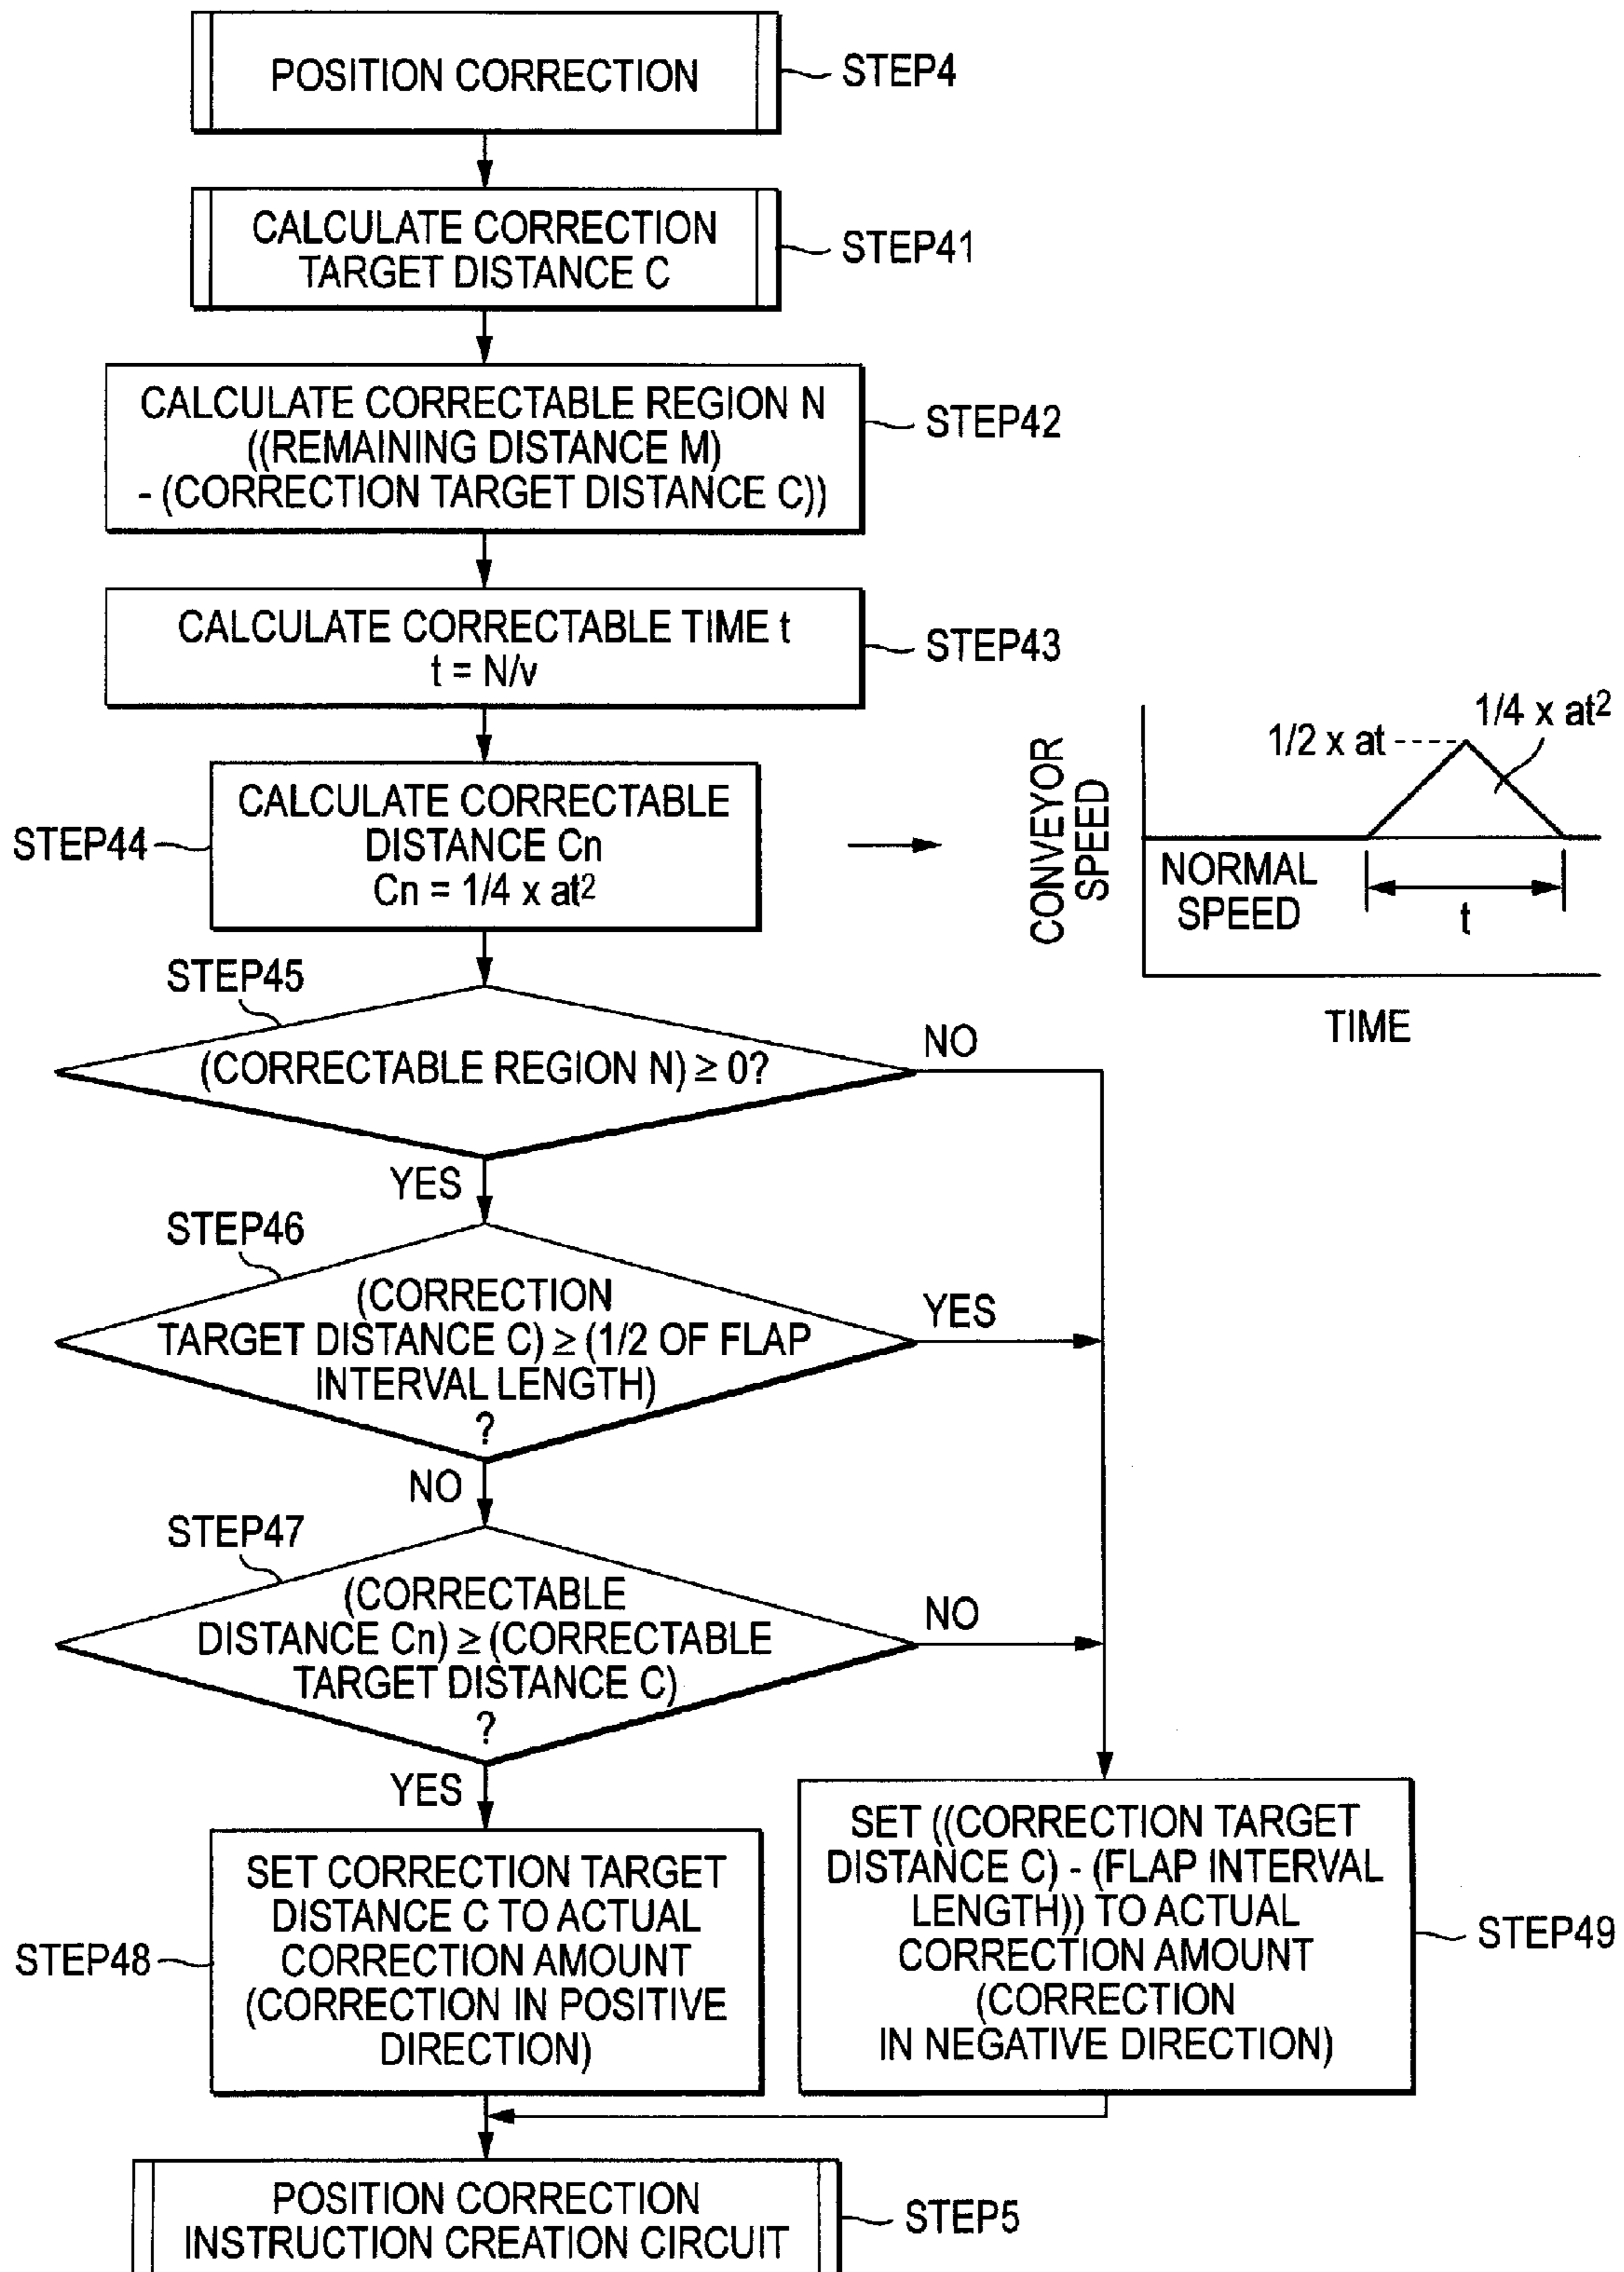 POSITION CORRECTION
STEP4
CALCULATE CORRECTION
TARGET DISTANCE C
STEP41
CALCULATE CORRECTABLE REGION N
((REMAINING DISTANCE M)
- (CORRECTION TARGET DISTANCE C))
STEP42
CALCULATE CORRECTABLE TIME t
t = N/v
STEP43
STEP44
CALCULATE CORRECTABLE
DISTANCE Cn
Cn = 1/4 x at²
CONVEYOR
SPEED
1/2 x at
1/4 x at²
NORMAL
SPEED
t
TIME
STEP45
(CORRECTABLE REGION N) ≥ 0?
NO
YES
STEP46
(CORRECTION
TARGET DISTANCE C) ≥ (1/2 OF FLAP
INTERVAL LENGTH)
?
YES
NO
STEP47
(CORRECTABLE
DISTANCE Cn) ≥ (CORRECTABLE
TARGET DISTANCE C)
?
NO
YES
STEP48
SET CORRECTION TARGET
DISTANCE C TO ACTUAL
CORRECTION AMOUNT
(CORRECTION IN POSITIVE
DIRECTION)
SET ((CORRECTION TARGET
DISTANCE C) - (FLAP INTERVAL
LENGTH)) TO ACTUAL
CORRECTION AMOUNT
(CORRECTION
IN NEGATIVE DIRECTION)
STEP49
POSITION CORRECTION
INSTRUCTION CREATION CIRCUIT
STEP5